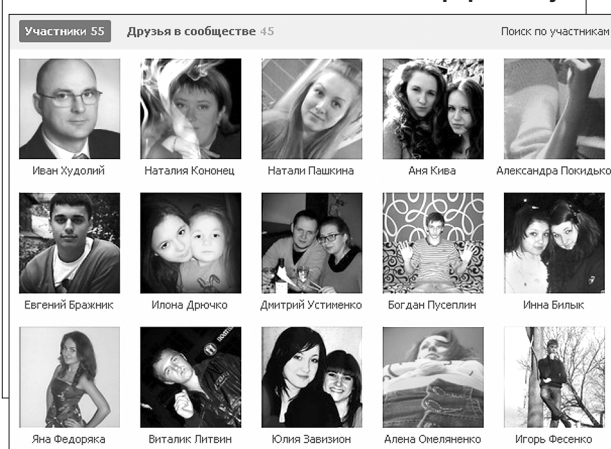 Участники 55 Друзья в сообществе 45 Поиск по участникам
Иван Худолий Наталия Кононец Натали Пашкина Аня Кива Александра Покидько
Евгений Бражник Илона Дрючко Дмитрий Устименко Богдан Пусеплин Инна Билык
Яна Федоряка Виталик Литвин Юлия Завизион Алена Омеляненко Игорь Фесенко